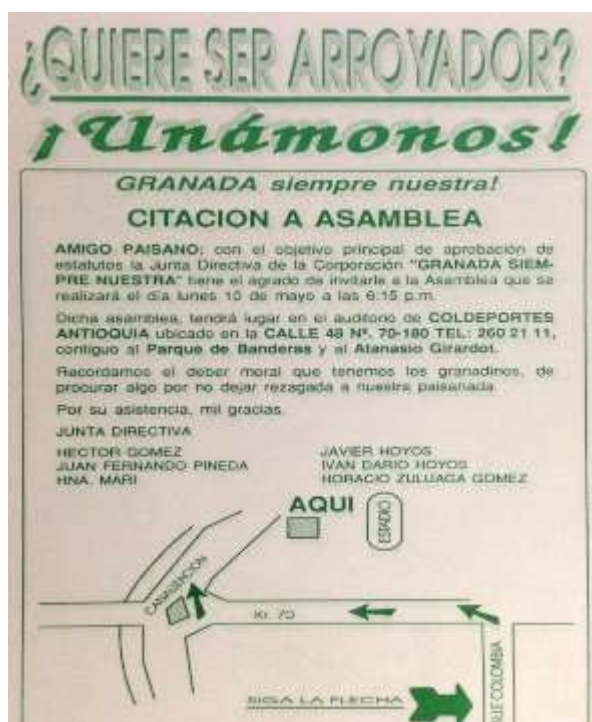 ¿QUIERE SER ARROYADOR?
¡Unámonos!
GRANADA siempre nuestra!
CITACION A ASAMBLEA
AMIGO PAISANO: con el objetivo principal de aprobación de
estatutos la Junta Directiva de la Corporación "GRANADA SIEM-
PRE NUESTRA" tiene el agrado de invitarle a la Asamblea que se
realizará el día lunes 10 de mayo a las 6:15 p.m.
Dicha asamblea, tendrá lugar en el auditorio de COLDEPORTES
ANTIOQUIA ubicado en la CALLE 48 Nº. 70-180 TEL: 260 21 11,
contiguo al Parque de Banderas y al Atanasio Girardot.
Recordamos el deber moral que tenemos los granadinos, de
procurar algo por no dejar rezagada a nuestra paisanada.
Por su asistencia, mil gracias.
JUNTA DIRECTIVA
HECTOR GOMEZ
JUAN FERNANDO PINEDA
HNA. MARI
JAVIER HOYOS
IVAN DARIO HOYOS
HORACIO ZULUAGA GOMEZ
AQUI
ESTADIO
Kr. 70
SIGA LA FLECHA
CALLE COLOMBIA